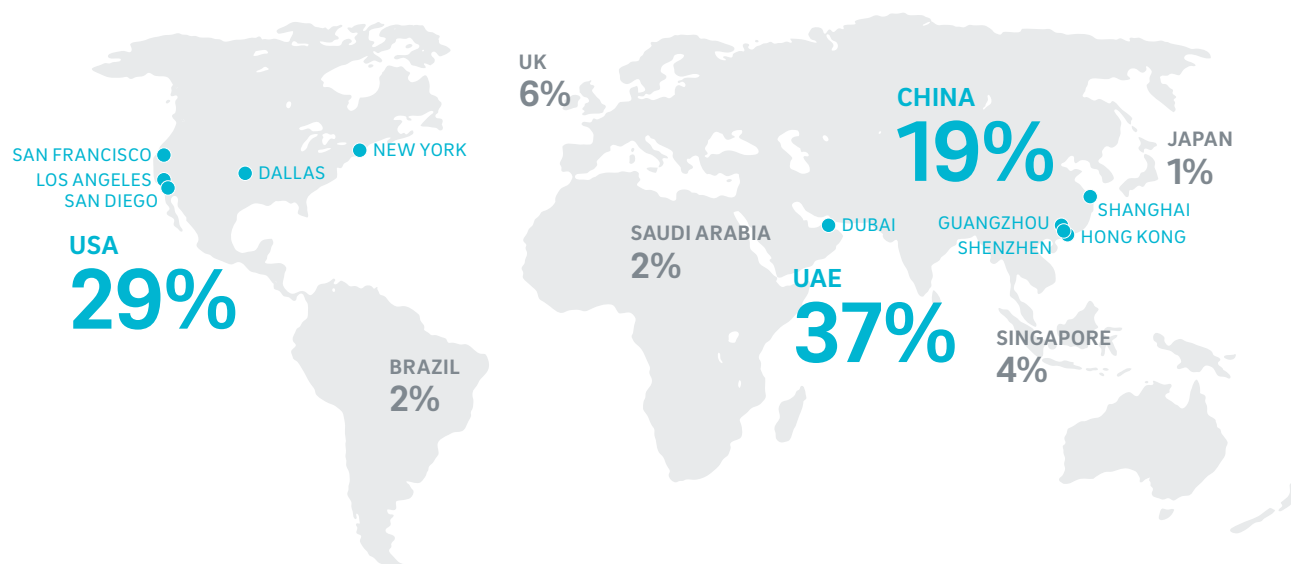 UK
6%
CHINA
19%
JAPAN
1%
SAN FRANCISCO
LOS ANGELES
SAN DIEGO
DALLAS
NEW YORK
USA
29%
BRAZIL
2%
SAUDI ARABIA
2%
DUBAI
UAE
37%
GUANGZHOU
SHENZHEN
SHANGHAI
HONG KONG
SINGAPORE
4%